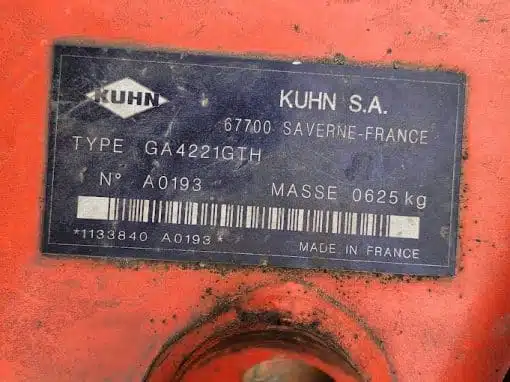 KUHN
KUHN S.A.
67700 SAVERNE-FRANCE
TYPE GA4221GTH
N° A0193 MASSE 0625 kg
*1133840 A0193*
MADE IN FRANCE